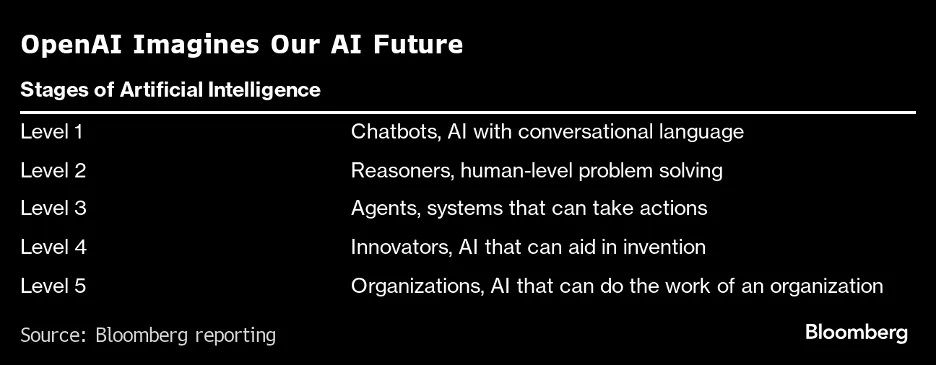 OpenAI Imagines Our AI Future
Stages of Artificial Intelligence
Level 1 Chatbots, AI with conversational language
Level 2 Reasoners, human-level problem solving
Level 3 Agents, systems that can take actions
Level 4 Innovators, AI that can aid in invention
Level 5 Organizations, AI that can do the work of an organization
Source: Bloomberg reporting Bloomberg